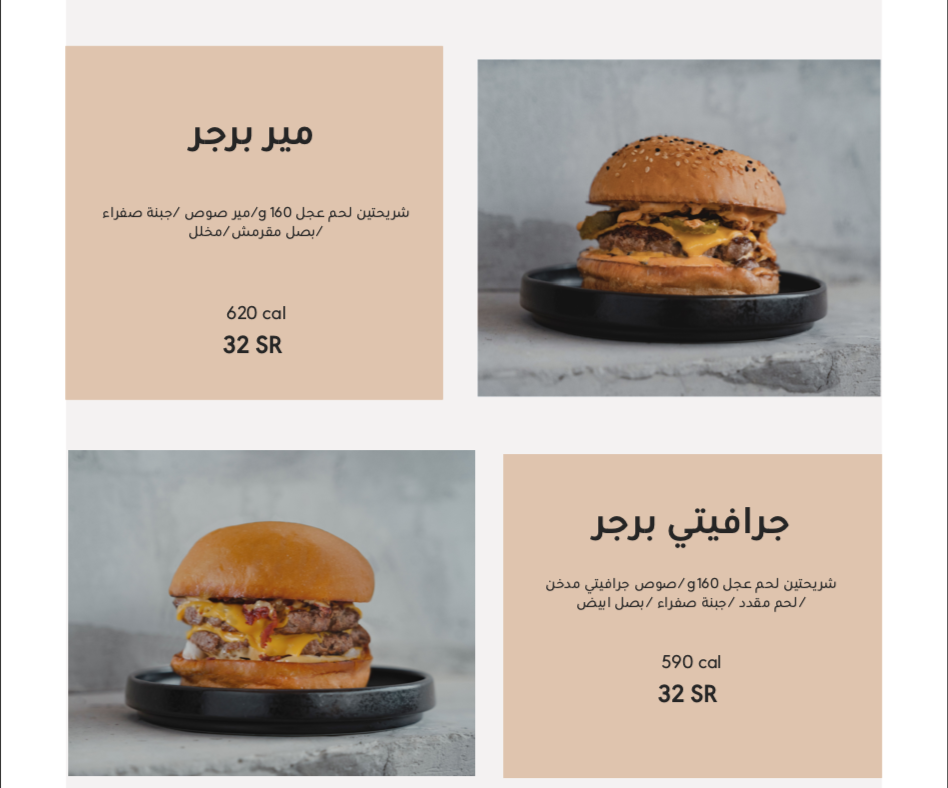 مير برجر
شريحتين لحم عجل 160 g/مير صوص /جبنة صفراء
/بصل مقرمش/مخلل
620 cal
32 SR
جرافيتي برجر
شريحتين لحم عجل 160g/صوص جرافيتي مدخن
/لحم مقدد /جبنة صفراء /بصل ابيض
590 cal
32 SR